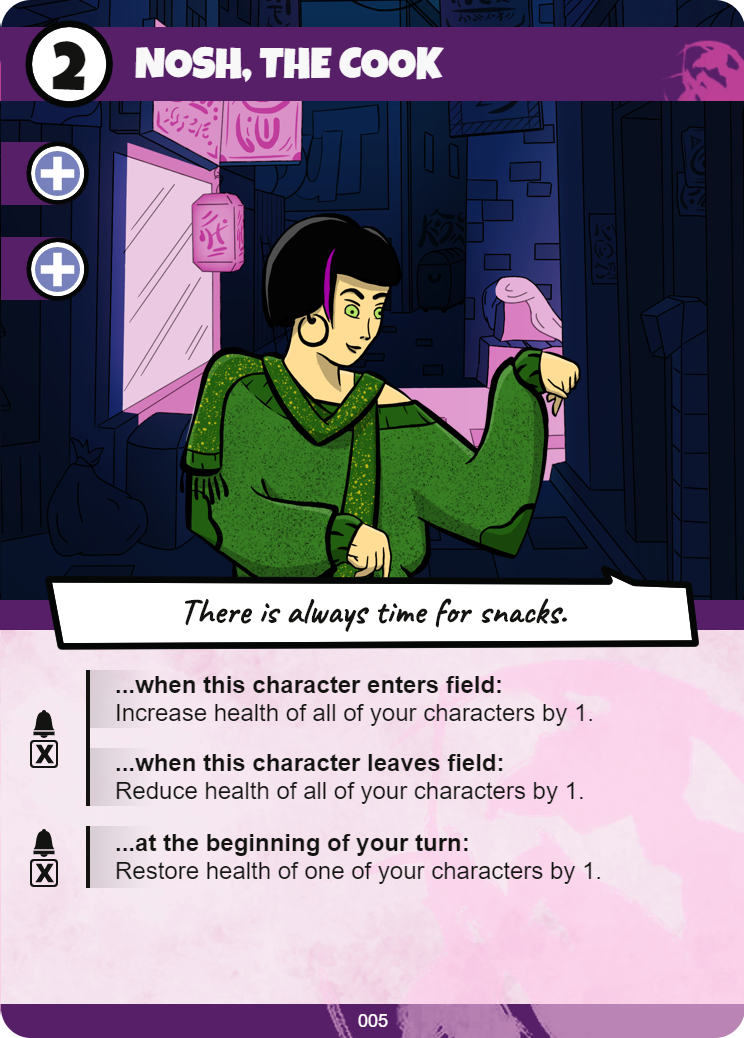 2
NOSH, THE COOK
There is always time for snacks.
...when this character enters field:
Increase health of all of your characters by 1.
...when this character leaves field:
Reduce health of all of your characters by 1.
X
...at the beginning of your turn:
Restore health of one of your characters by 1.
X
005